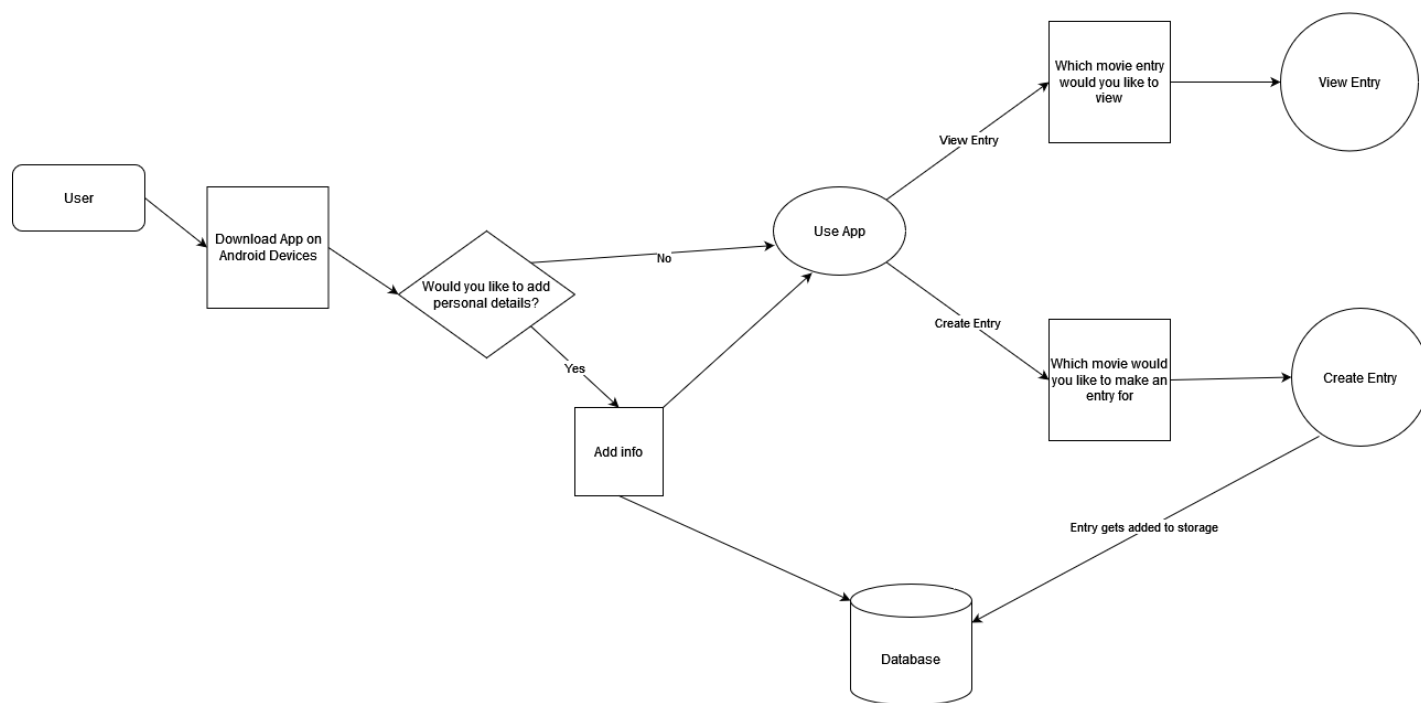 Which movie entry
would you like to
view
View Entry
View Entry
User
Download App on
Android Devices
Use App
No
Would you like to add
personal details?
Create Entry
Yes
Which movie would
you like to make an
entry for
Create Entry
Add info
Entry gets added to storage
Database